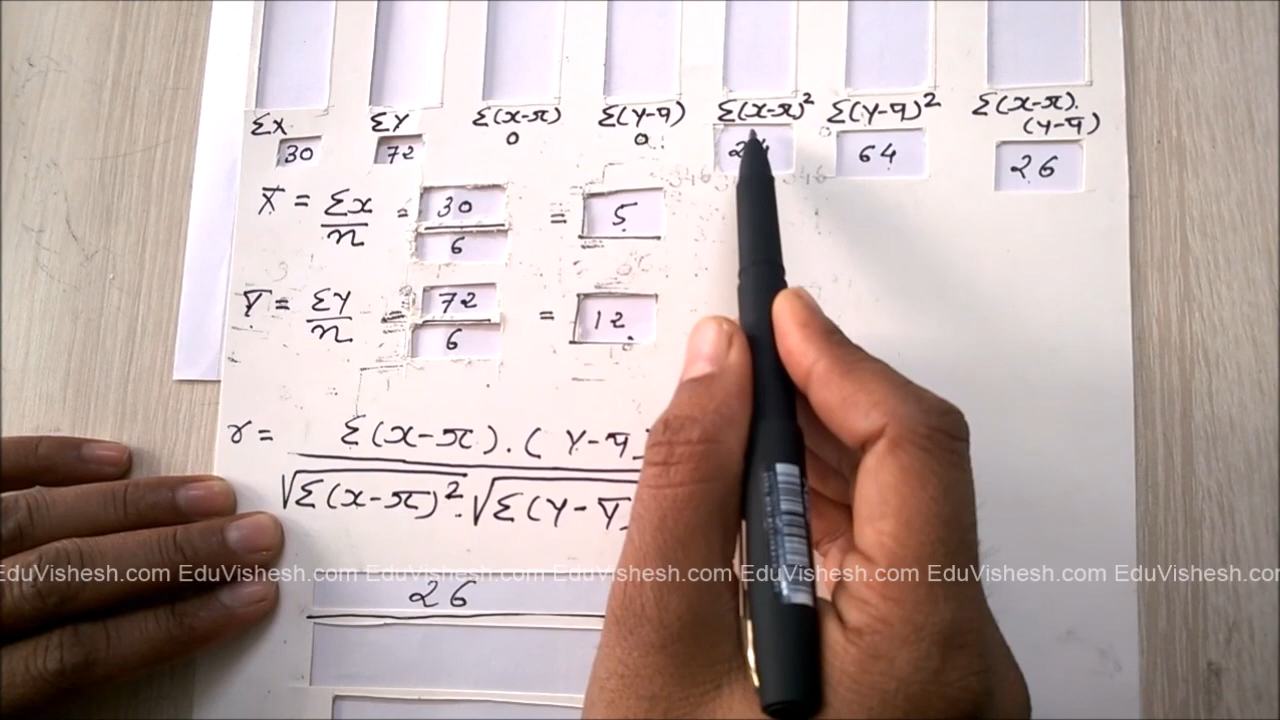 Σx Σy Σ(x-x̄) Σ(y-ȳ) Σ(x-x̄)² Σ(y-ȳ)² Σ(x-x̄).
(y-ȳ)
30 72 0 0 64 26
X̄ = Σx/n = 30/6 = 5
Ȳ = Σy/n = 72/6 = 12
r = Σ(x-x̄).(y-ȳ)
√Σ(x-x̄)².√Σ(y-ȳ
EduVishesh.com EduVishesh.com EduVishesh.com EduVishesh.com EduVishesh.com EduVishesh.com EduVishesh.com
26